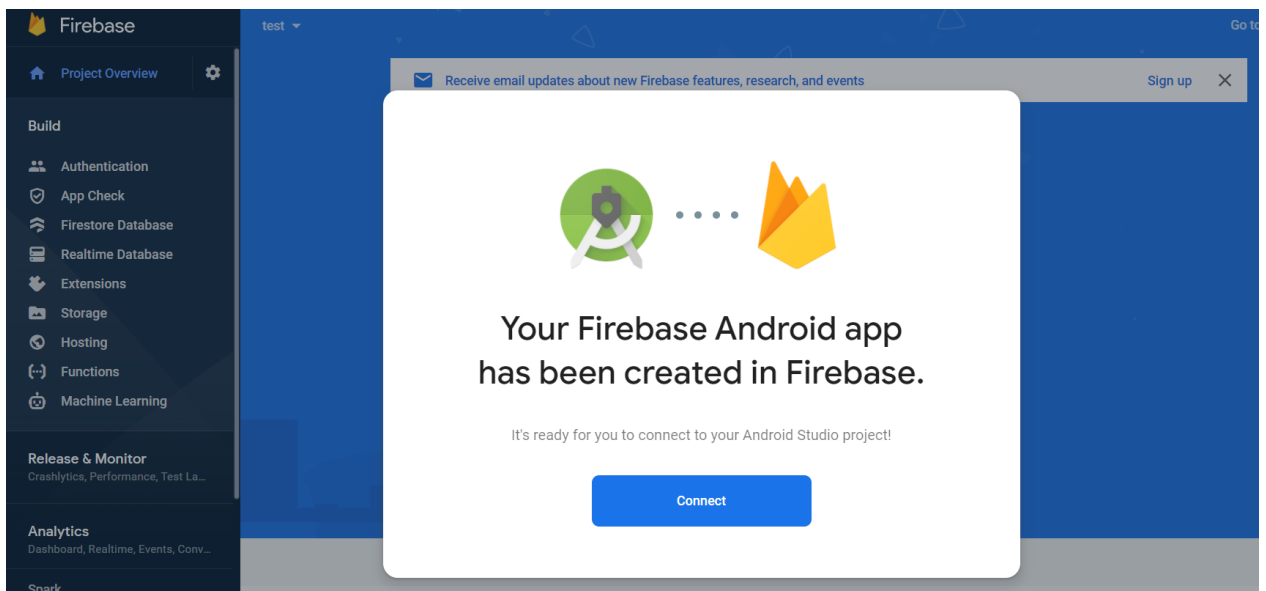 Firebase
test
Go to
Project Overview
Receive email updates about new Firebase features, research, and events
Sign up
Build
Authentication
App Check
Firestore Database
Realtime Database
Extensions
Storage
Hosting
Functions
Machine Learning
Release & Monitor
Crashlytics, Performance, Test La...
Analytics
Dashboard, Realtime, Events, Conv...
Spark
Your Firebase Android app
has been created in Firebase.
It's ready for you to connect to your Android Studio project!
Connect